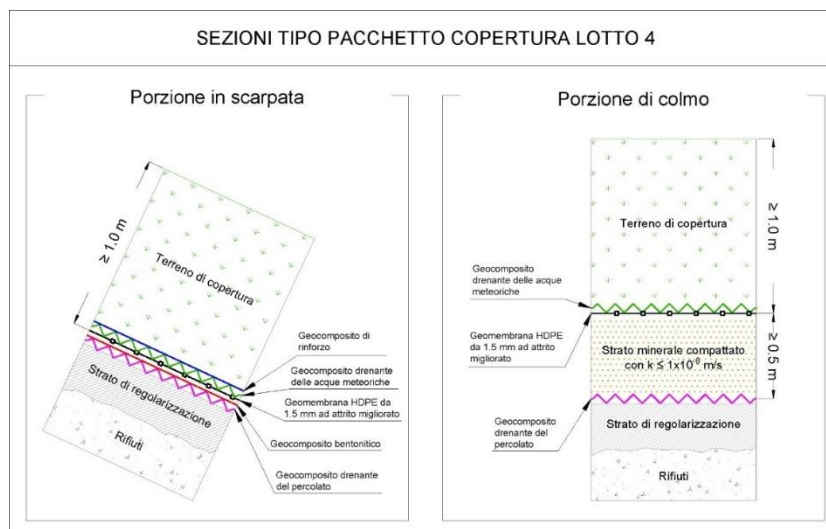 SEZIONI TIPO PACCHETTO COPERTURA LOTTO 4
Porzione in scarpata
≥ 1.0 m
Terreno di copertura
Strato di regolarizzazione
Rifiuti
Geocomposito di
rinforzo
Geocomposito drenante
delle acque meteoriche
Geomembrana HDPE da
1.5 mm ad attrito migliorato
Geocomposito bentonitico
Geocomposito drenante
del percolato
Porzione di colmo
Terreno di copertura
≥ 1.0 m
Geocomposito
drenante delle acque
meteoriche
Geomembrana HDPE
da 1.5 mm ad attrito
migliorato
Strato minerale compattato
con k ≤ 1x10⁻⁸ m/s
≥ 0.5 m
Geocomposito
drenante del
percolato
Strato di regolarizzazione
Rifiuti